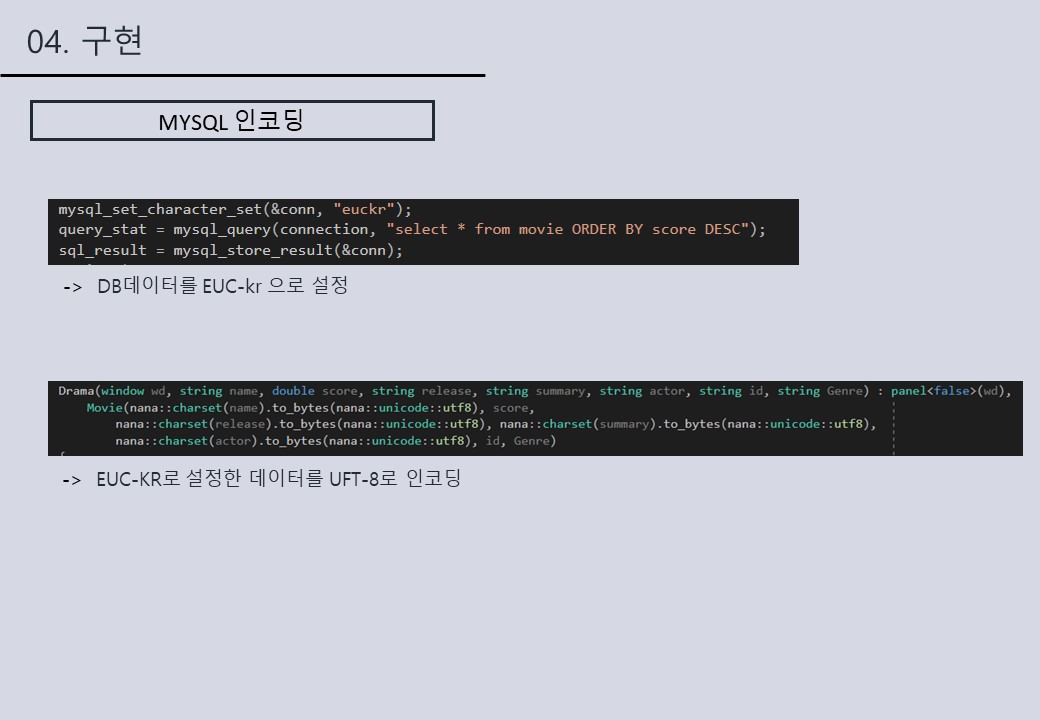 04. 구현
MYSQL 인코딩
mysql_set_character_set(&conn, "euckr");
query_stat = mysql_query(connection, "select * from movie ORDER BY score DESC");
sql_result = mysql_store_result(&conn);
-> DB데이터를 EUC-kr 으로 설정
Drama(window wd, string name, double score, string release, string summary, string actor, string id, string Genre) : panel<false>(wd),
Movie(nana::charset(name).to_bytes(nana::unicode::utf8), score,
nana::charset(release).to_bytes(nana::unicode::utf8), nana::charset(summary).to_bytes(nana::unicode::utf8),
nana::charset(actor).to_bytes(nana::unicode::utf8), id, Genre)
-> EUC-KR로 설정한 데이터를 UFT-8로 인코딩